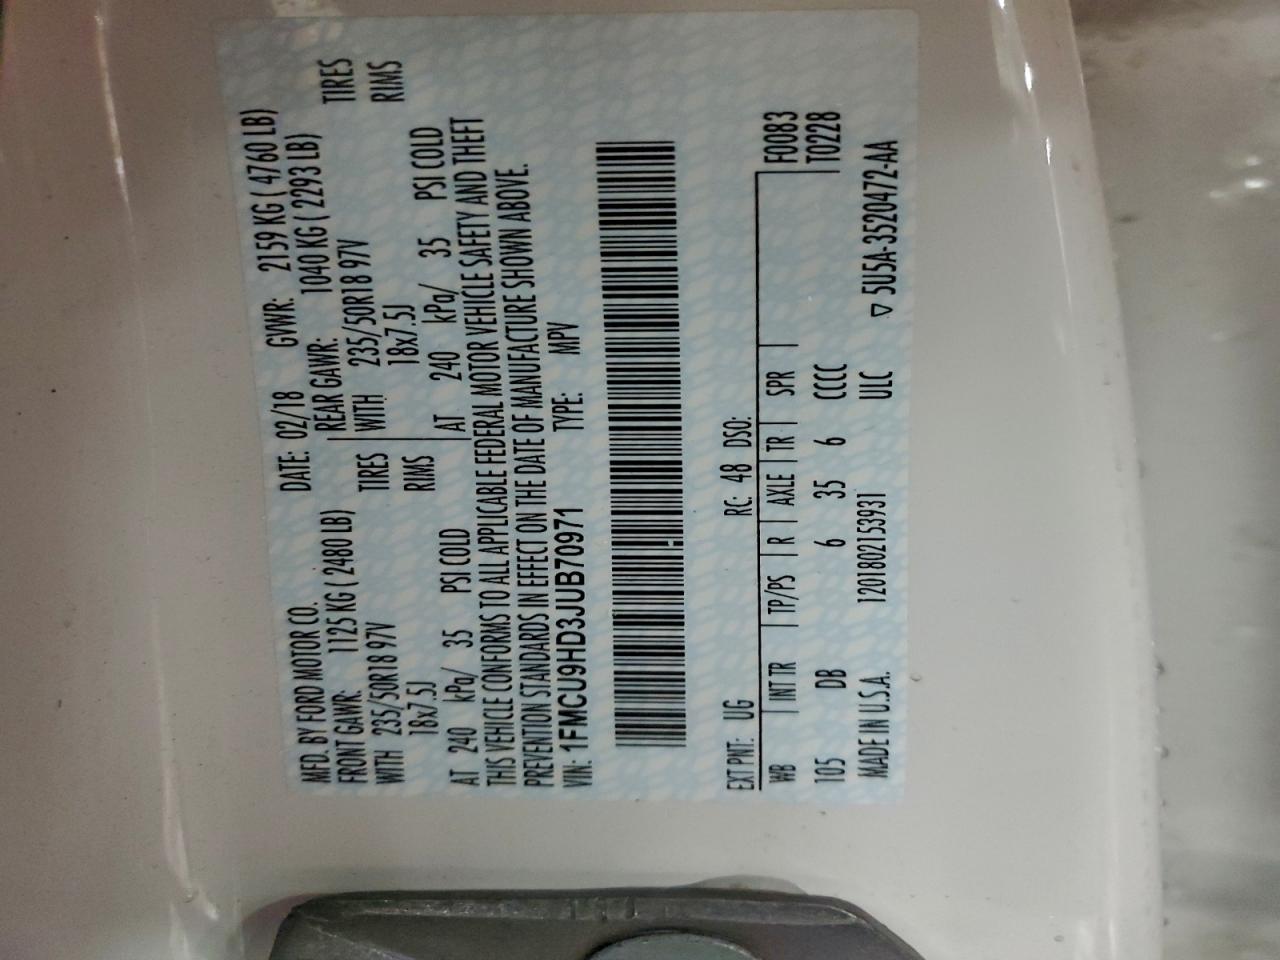 MFD. BY FORD MOTOR CO. DATE: 02/18 GVWR: 2159 KG ( 4760 LB)
FRONT GAWR: 1125 KG ( 2480 LB) REAR GAWR: 1040 KG ( 2293 LB)
WITH 235/50R18 97V TIRES WITH 235/50R18 97V TIRES
18x7.5J RIMS 18x7.5J RIMS
AT 240 kPa/ 35 PSI COLD AT 240 kPa/ 35 PSI COLD
THIS VEHICLE CONFORMS TO ALL APPLICABLE FEDERAL MOTOR VEHICLE SAFETY AND THEFT
PREVENTION STANDARDS IN EFFECT ON THE DATE OF MANUFACTURE SHOWN ABOVE.
VIN: 1FMCU9HD3JUB70971 TYPE: MPV
EXT PNT: UG RC: 48 DSO:
WB | INT TR | TP/PS | R | AXLE | TR | SPR | F0083
105 DB 6 35 6 CCCC T0228
MADE IN U.S.A. 120180215393​1 ULC ▽ 5U5A-3520472-AA